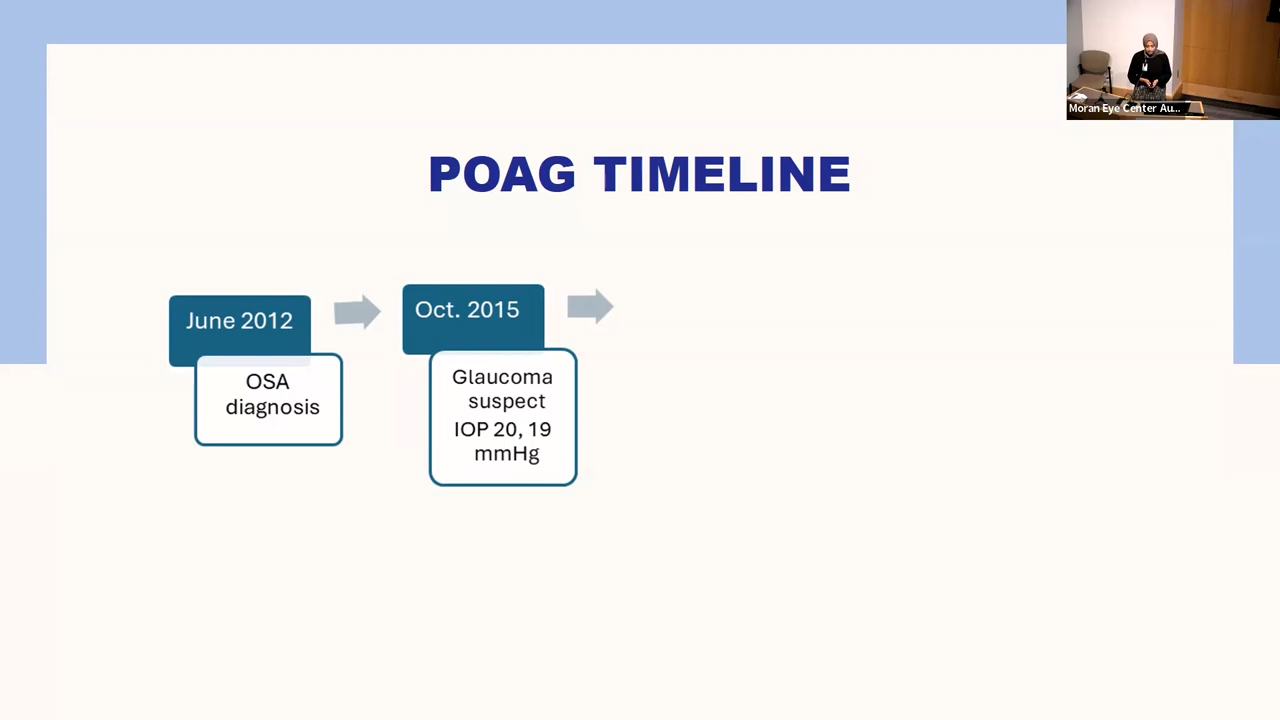 Moran Eye Center Au...
POAG TIMELINE
June 2012
OSA
diagnosis
Oct. 2015
Glaucoma
suspect
IOP 20, 19
mmHg